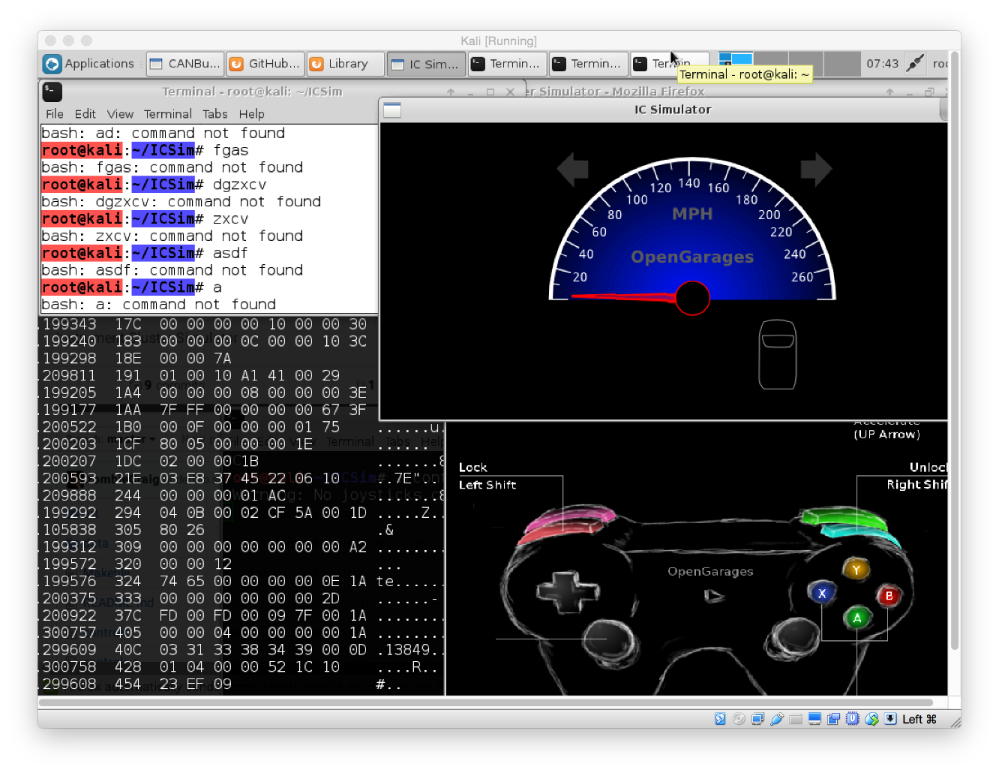 Kali [Running]
Applications
CANBu...
GitHub...
Library
IC Sim...
Termin...
Termin...
Termin...
07:43
roo
Terminal - root@kali: ~
Terminal - root@kali: ~/ICSim
er Simulator - Mozilla Firefox
File Edit View Terminal Tabs Help
IC Simulator
bash: ad: command not found
root@kali:~/ICSim# fgas
bash: fgas: command not found
root@kali:~/ICSim# dgzxcv
bash: dgzxcv: command not found
root@kali:~/ICSim# zxcv
bash: zxcv: command not found
root@kali:~/ICSim# asdf
bash: asdf: command not found
root@kali:~/ICSim# a
bash: a: command not found
20 40 60 80 100 120 140 160 180 200 220 240 260
MPH
OpenGarages
.199343 17C 00 00 00 00 10 00 00 30
.199240 183 00 00 00 0C 00 00 10 3C
.199298 18E 00 00 7A
.209811 191 01 00 10 A1 41 00 29
.199205 1A4 00 00 00 08 00 00 00 3E
.199177 1AA 7F FF 00 00 00 00 67 3F
.200522 1B0 00 0F 00 00 00 01 75 ......u.
.200203 1CF 80 05 00 00 00 1E ......
.200207 1DC 02 00 00 1B .......8
.200593 21E 03 E8 37 45 22 06 10 ..7E"..
.209888 244 00 00 00 01 AC .......8
.199292 294 04 0B 00 02 CF 5A 00 1D .....Z..
.105838 305 80 26 .&
.199312 309 00 00 00 00 00 00 00 A2 ........
.199572 320 00 00 12 ...
.199576 324 74 65 00 00 00 00 0E 1A te......
.200375 333 00 00 00 00 00 00 2D ......-
.200922 37C FD 00 FD 00 09 7F 00 1A ........
.300757 405 00 00 04 00 00 00 00 1A ........
.299609 40C 03 31 33 38 34 39 00 0D .13849..
.300758 428 01 04 00 00 52 1C 10 ....R..
.299608 454 23 EF 09 #..
Accelerate
(UP Arrow)
Lock
Left Shift
Unlock
Right Shif
OpenGarages
Y
X
B
A
Left ⌘